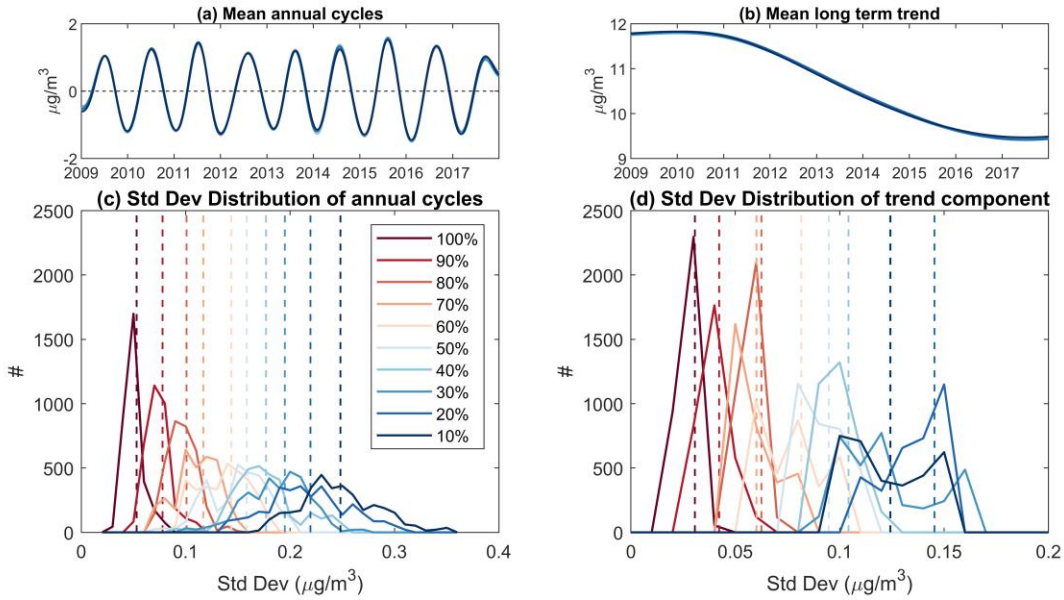 (a) Mean annual cycles
2
0
-2
μg/m³
2009 2010 2011 2012 2013 2014 2015 2016 2017
(b) Mean long term trend
12
11
10
9
μg/m³
2009 2010 2011 2012 2013 2014 2015 2016 2017
(c) Std Dev Distribution of annual cycles
2500
2000
1500
1000
500
0
#
0 0.1 0.2 0.3 0.4
Std Dev (μg/m³)
100%
90%
80%
70%
60%
50%
40%
30%
20%
10%
(d) Std Dev Distribution of trend component
2500
2000
1500
1000
500
0
#
0 0.05 0.1 0.15 0.2
Std Dev (μg/m³)